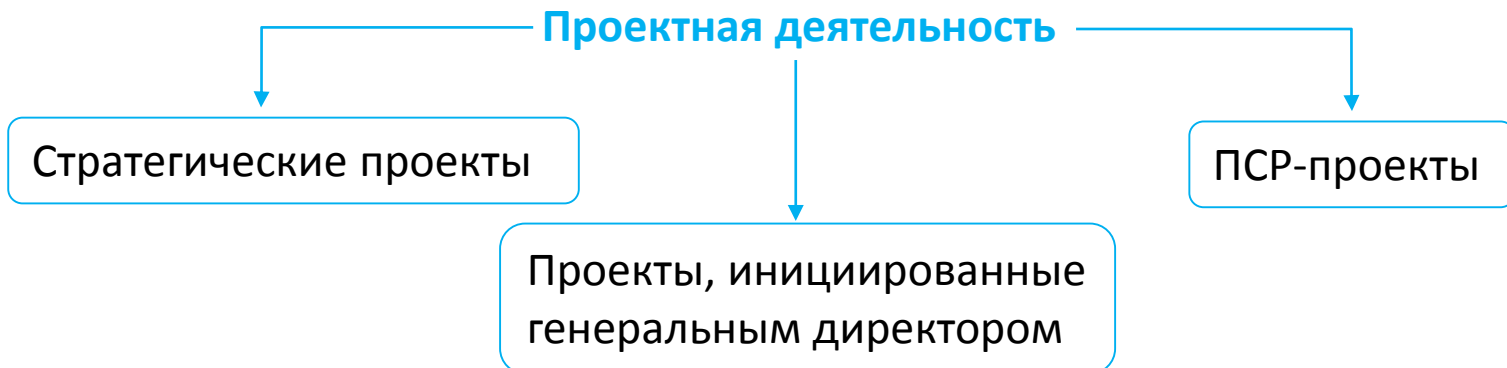 Проектная деятельность
Стратегические проекты
ПСР-проекты
Проекты, инициированные
генеральным директором